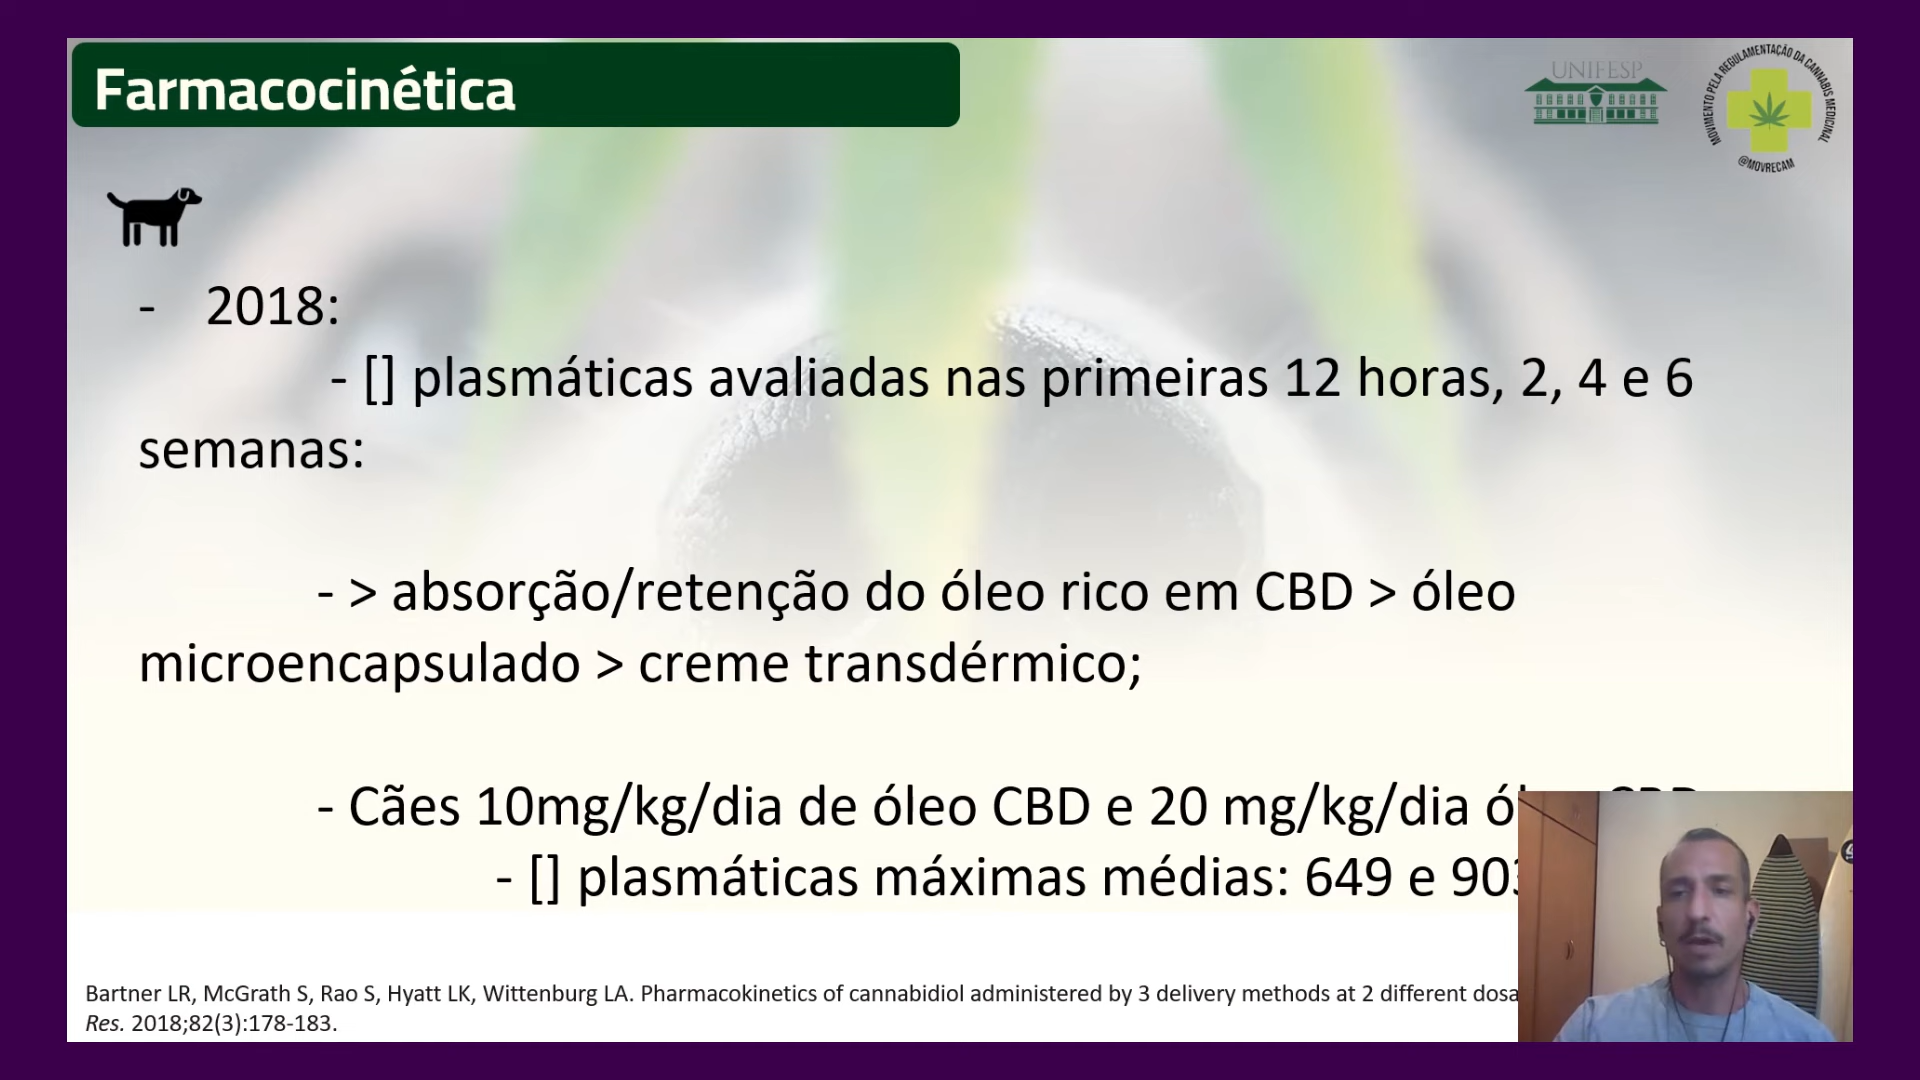 Farmacocinética
UNIFESP
MOVIMENTO PELA REGULAMENTAÇÃO DA CANNABIS MEDICINAL
@MOVRECAM
- 2018:
- [] plasmáticas avaliadas nas primeiras 12 horas, 2, 4 e 6
semanas:
- > absorção/retenção do óleo rico em CBD > óleo
microencapsulado > creme transdérmico;
- Cães 10mg/kg/dia de óleo CBD e 20 mg/kg/dia
- [] plasmáticas máximas médias: 649 e
Bartner LR, McGrath S, Rao S, Hyatt LK, Wittenburg LA. Pharmacokinetics of cannabidiol administered by 3 delivery methods at 2 different
Res. 2018;82(3):178-183.